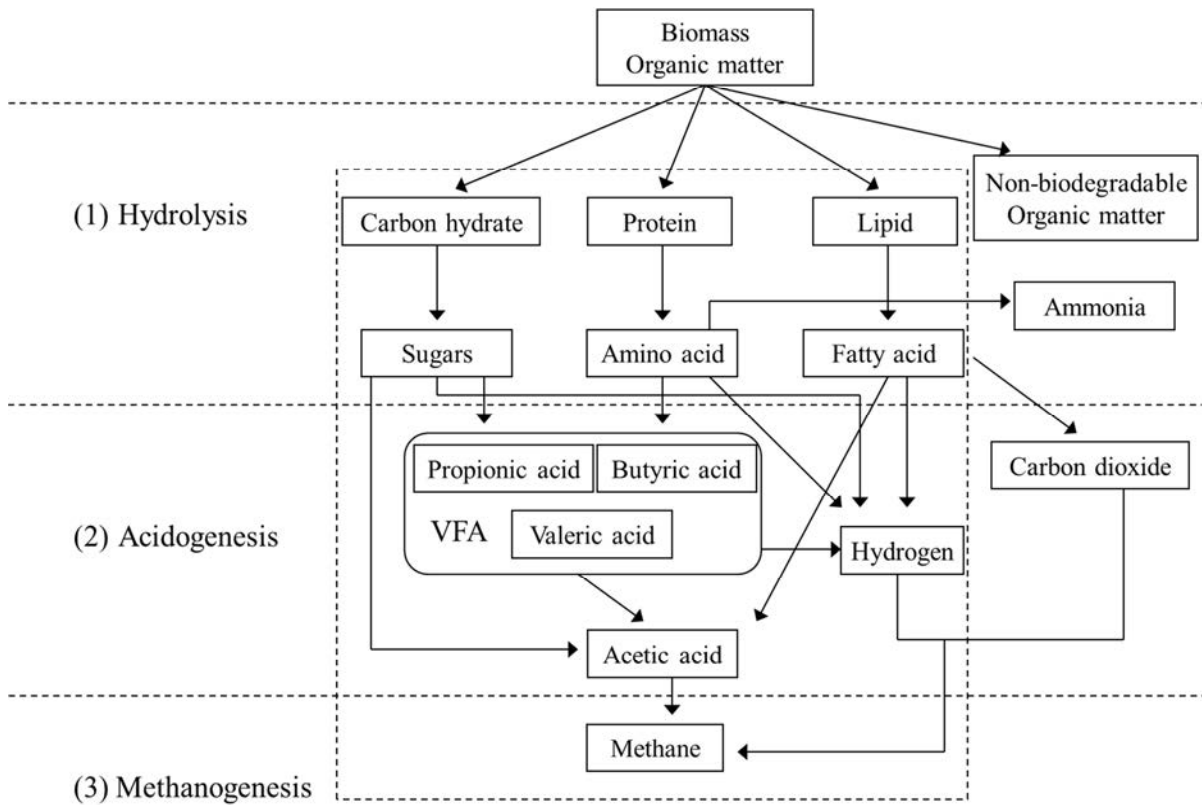 Biomass
Organic matter
(1) Hydrolysis
Carbon hydrate
Protein
Lipid
Non-biodegradable
Organic matter
Ammonia
Sugars
Amino acid
Fatty acid
(2) Acidogenesis
Propionic acid
Butyric acid
VFA
Valeric acid
Carbon dioxide
Hydrogen
Acetic acid
(3) Methanogenesis
Methane